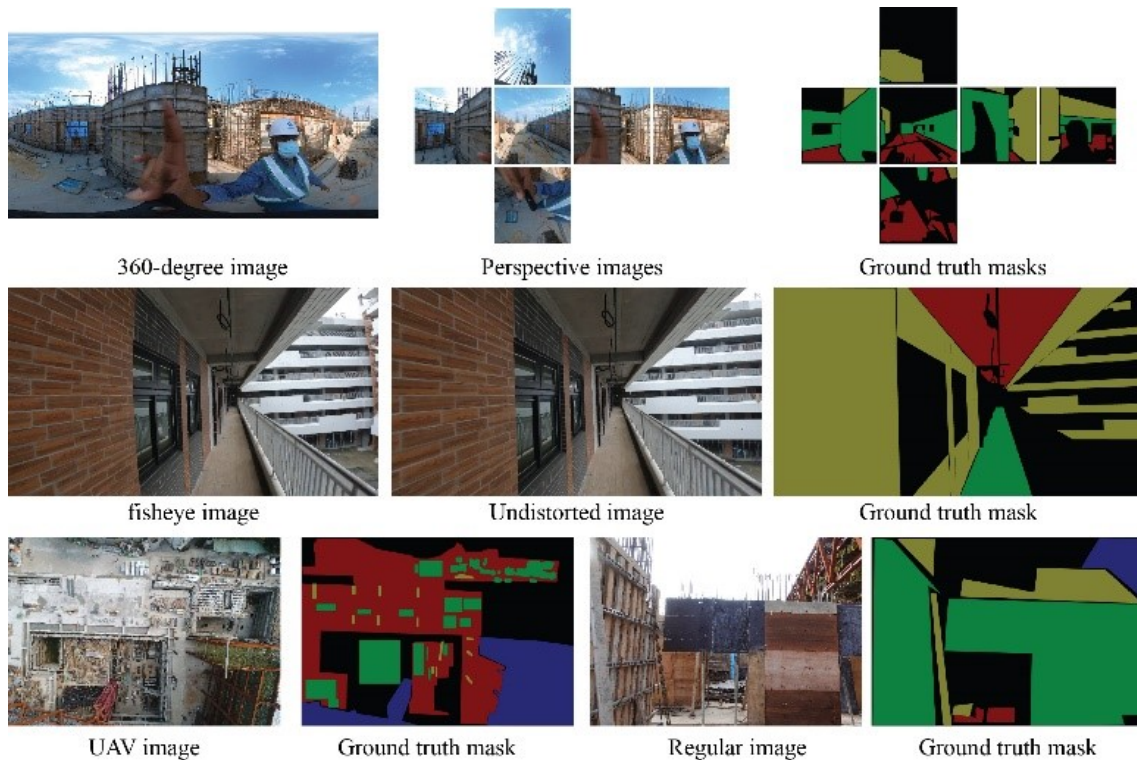 360-degree image
Perspective images
Ground truth masks
fisheye image
Undistorted image
Ground truth mask
UAV image
Ground truth mask
Regular image
Ground truth mask